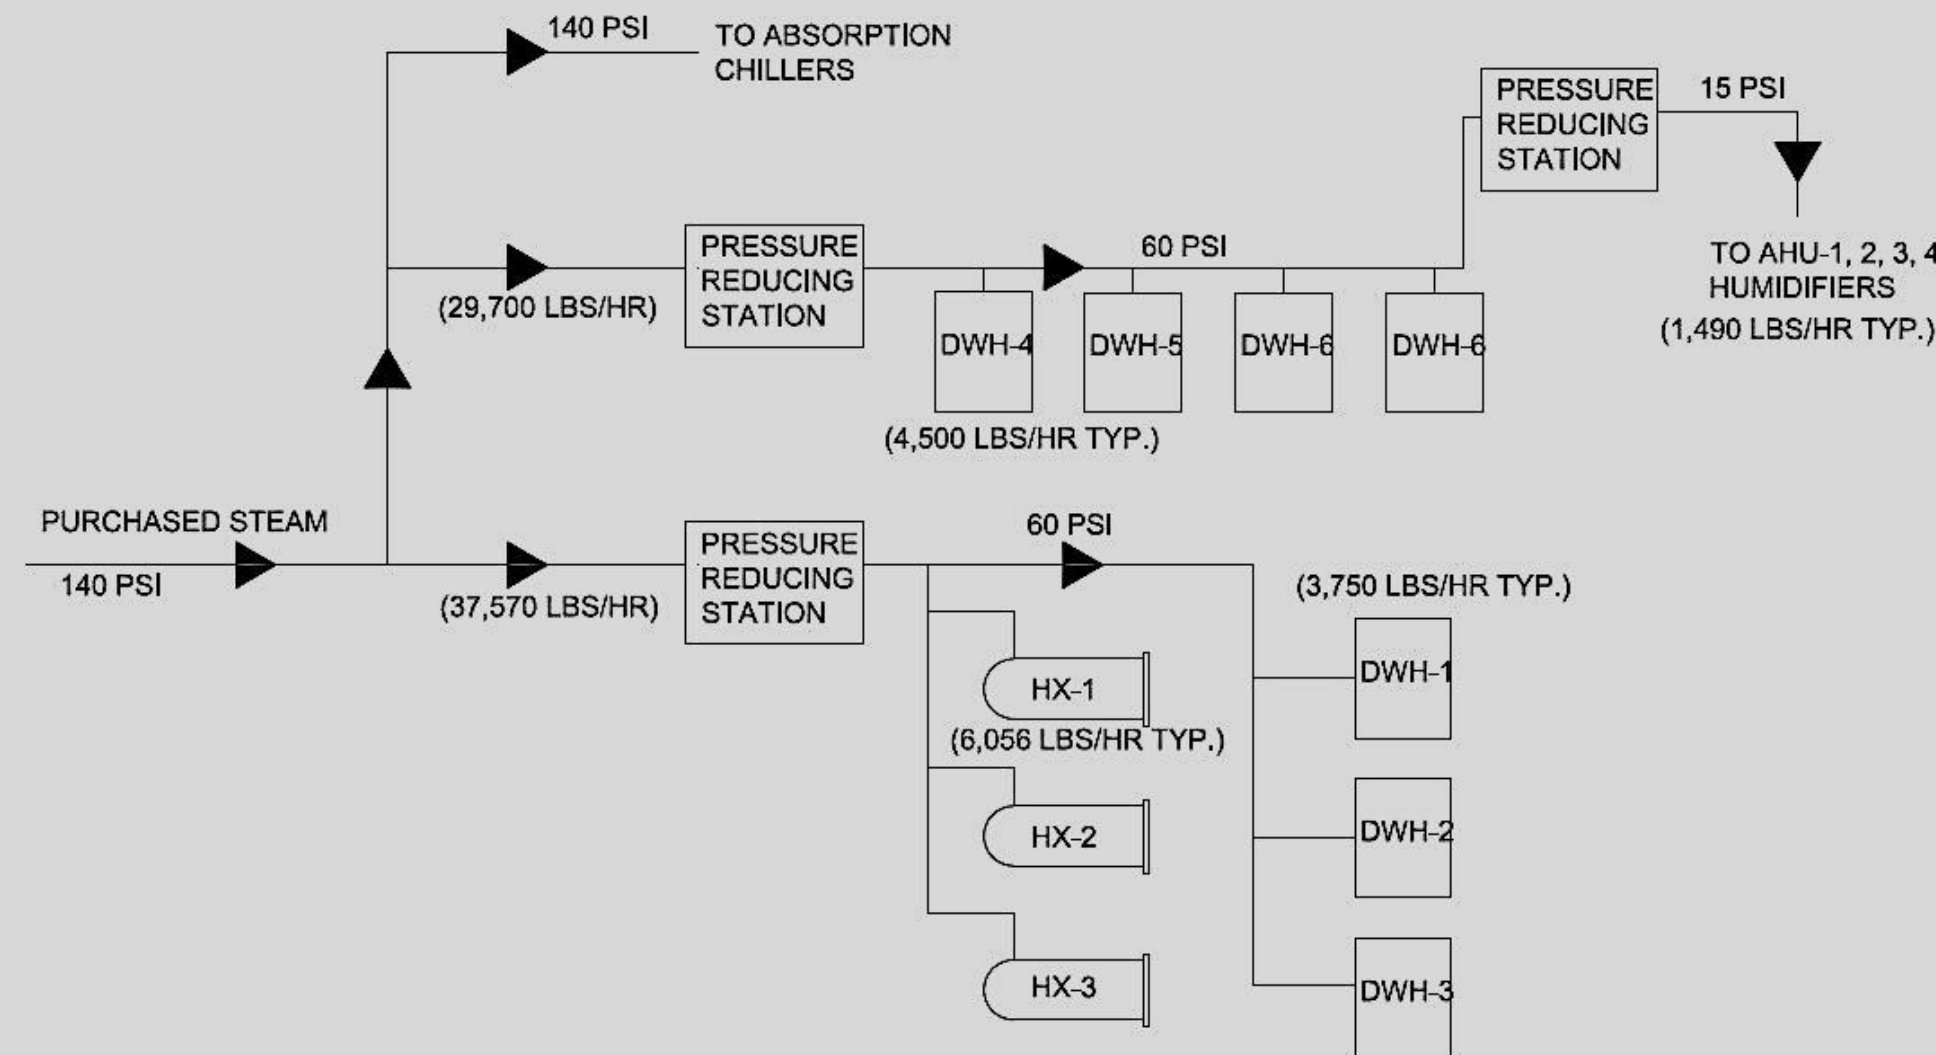 140 PSI
TO ABSORPTION
CHILLERS
PRESSURE
REDUCING
STATION
15 PSI
TO AHU-1, 2, 3, 4
HUMIDIFIERS
(1,490 LBS/HR TYP.)
(29,700 LBS/HR)
PRESSURE
REDUCING
STATION
60 PSI
DWH-4
DWH-5
DWH-6
DWH-6
(4,500 LBS/HR TYP.)
PURCHASED STEAM
140 PSI
(37,570 LBS/HR)
PRESSURE
REDUCING
STATION
60 PSI
(3,750 LBS/HR TYP.)
HX-1
(6,056 LBS/HR TYP.)
HX-2
HX-3
DWH-1
DWH-2
DWH-3